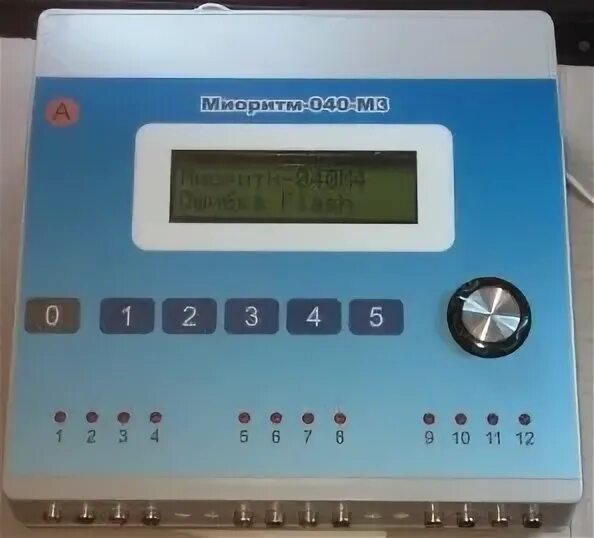 A
Миоритм-040-М3
Миоритм-040М4
Ошибка Flash
0 1 2 3 4 5
1 2 3 4 5 6 7 8 9 10 11 12